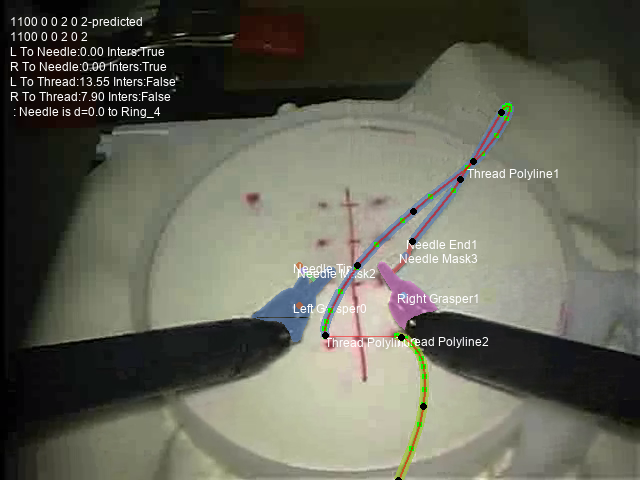 1100 0 0 2 0 2-predicted
1100 0 0 2 0 2
L To Needle:0.00 Inters:True
R To Needle:0.00 Inters:True
L To Thread:13.55 Inters:False
R To Thread:7.90 Inters:False
: Needle is d=0.0 to Ring_4
Thread Polyline1
Needle End1
Needle Mask3
Needle Tip
Needle Mask2
Right Grasper1
Left Grasper0
Thread Polyline
Thread Polyline2